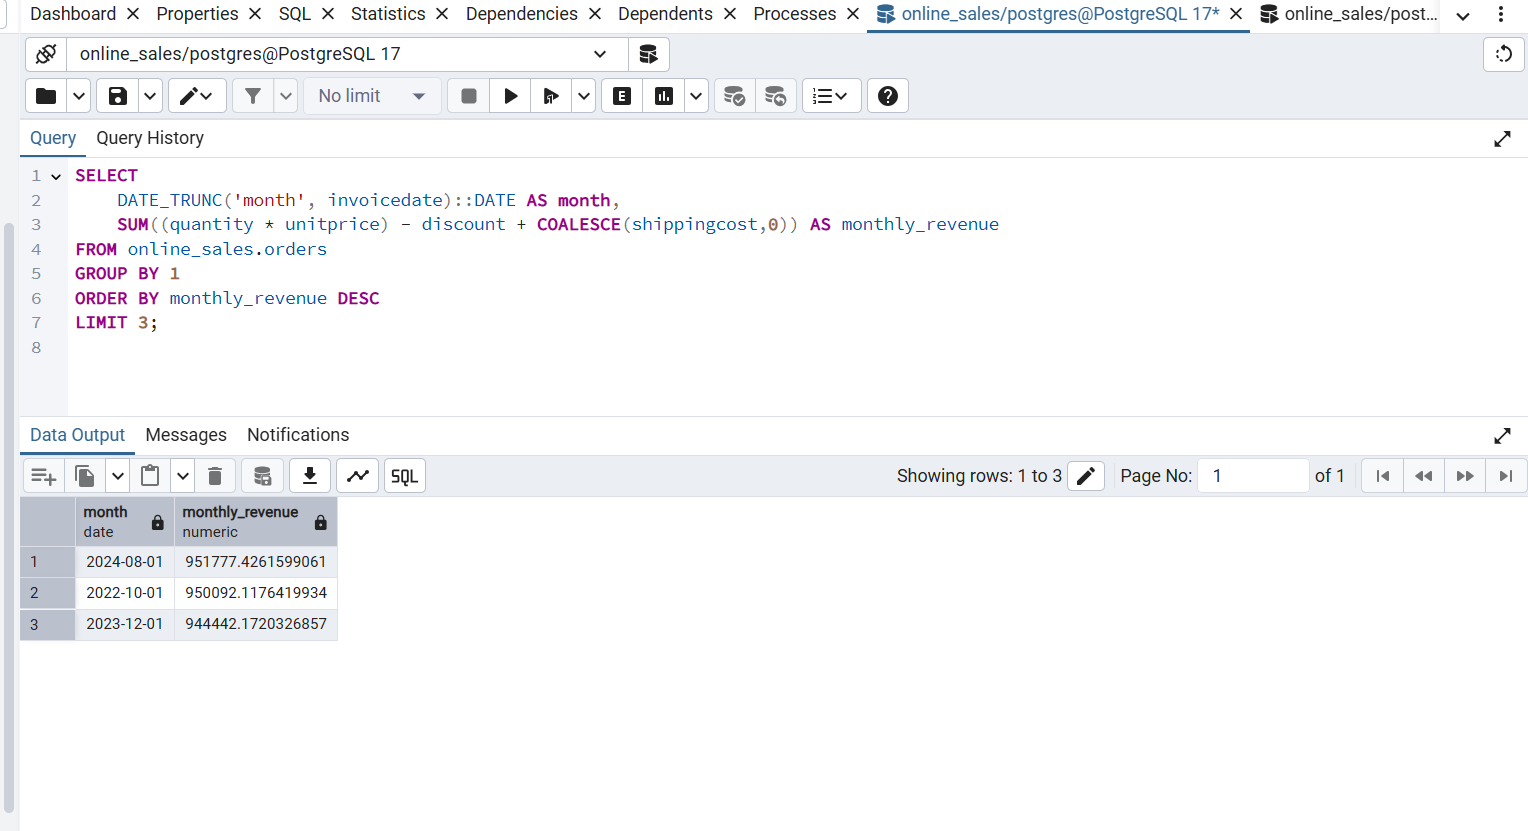 Dashboard Properties SQL Statistics Dependencies Dependents Processes online_sales/postgres@PostgreSQL 17* online_sales/post...
online_sales/postgres@PostgreSQL 17
No limit E
Query Query History
1 SELECT
2 DATE_TRUNC('month', invoicedate)::DATE AS month,
3 SUM((quantity * unitprice) - discount + COALESCE(shippingcost,0)) AS monthly_revenue
4 FROM online_sales.orders
5 GROUP BY 1
6 ORDER BY monthly_revenue DESC
7 LIMIT 3;
8
Data Output Messages Notifications
SQL Showing rows: 1 to 3 Page No: 1 of 1
month monthly_revenue
date numeric
1 2024-08-01 951777.4261599061
2 2022-10-01 950092.1176419934
3 2023-12-01 944442.1720326857